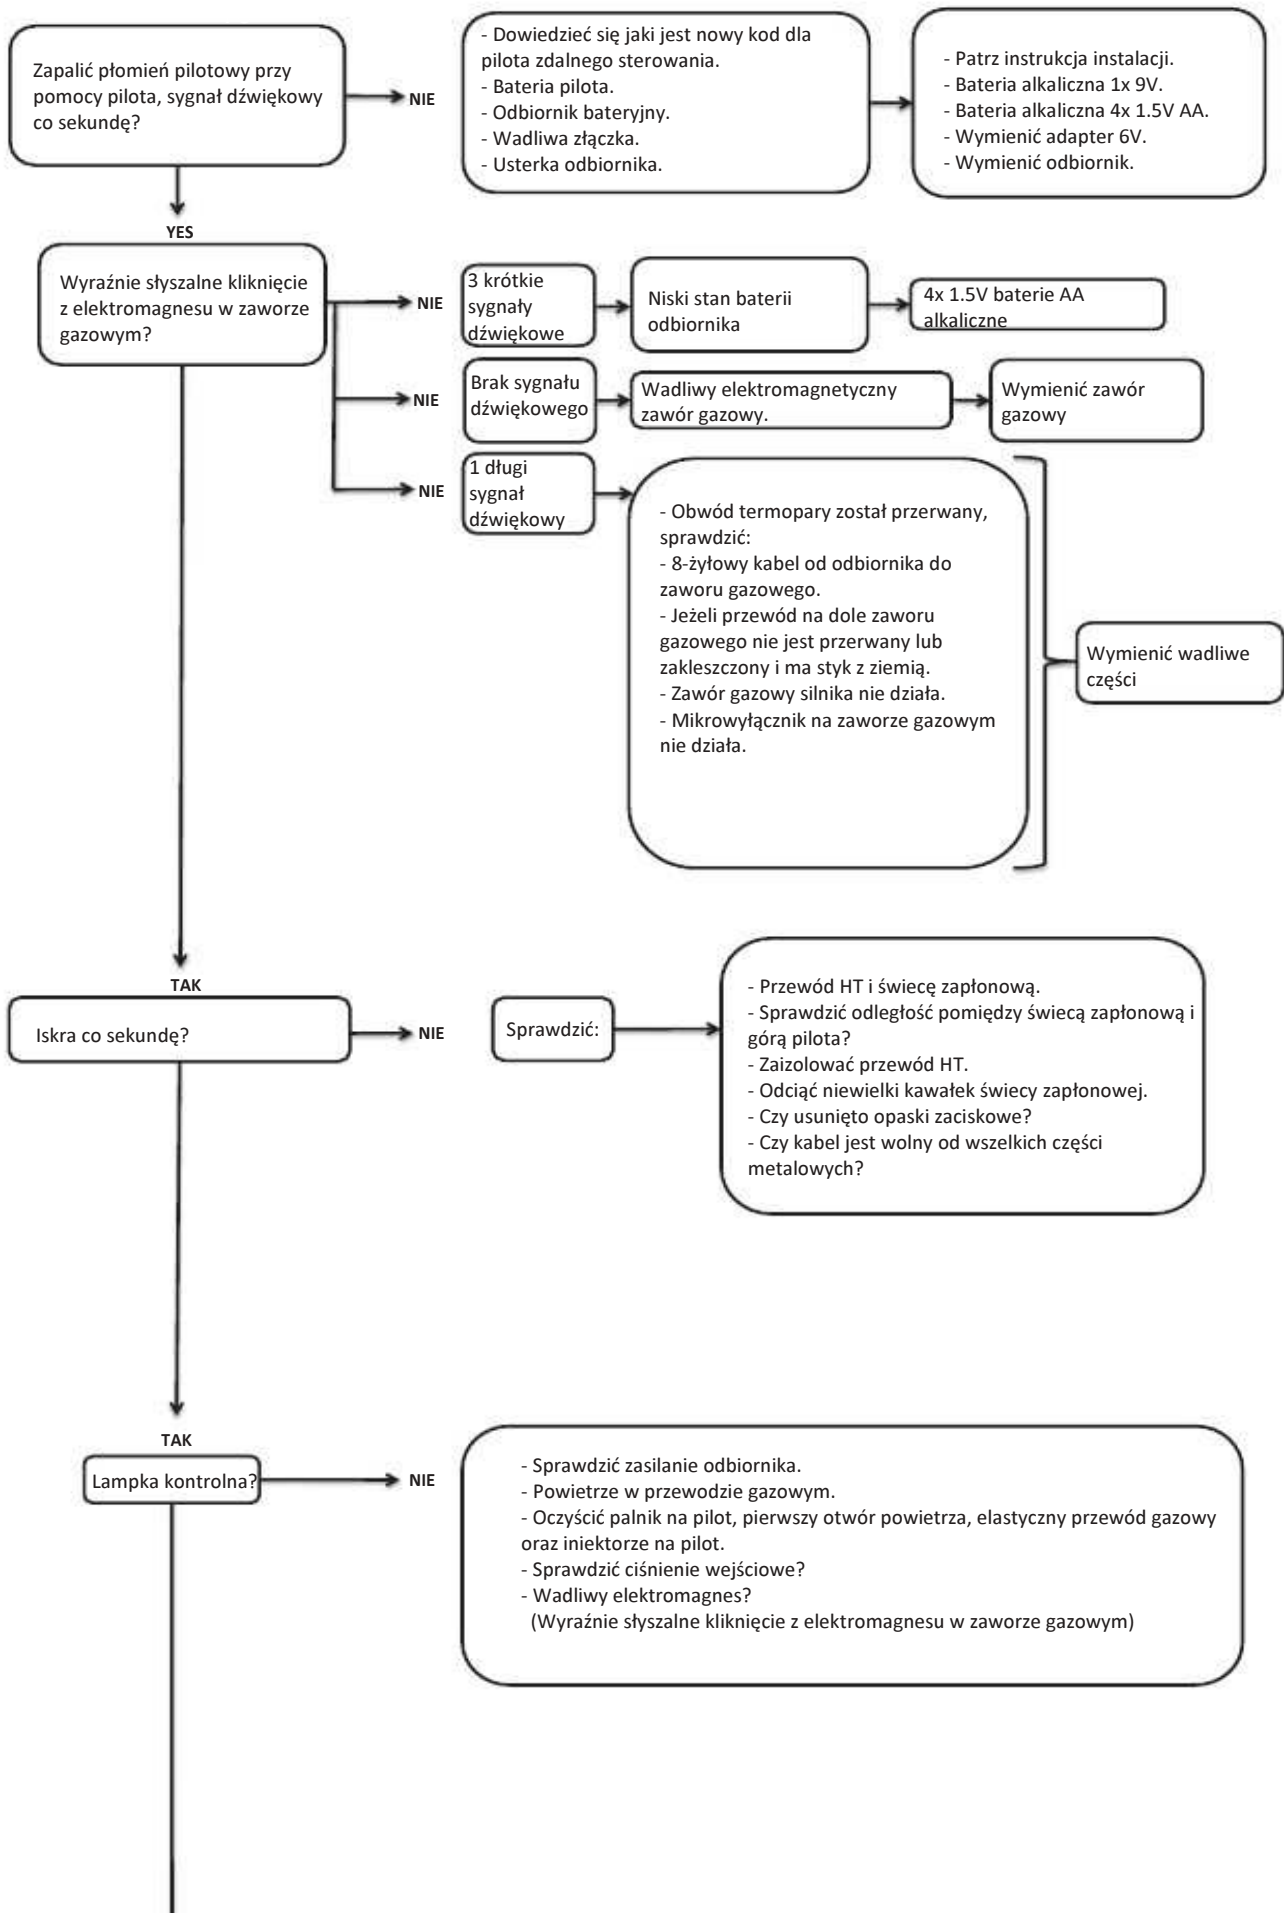 Zapalić płomień pilotowy przy
pomocy pilota, sygnał dźwiękowy
co sekundę?
NIE
- Dowiedzieć się jaki jest nowy kod dla
pilota zdalnego sterowania.
- Bateria pilota.
- Odbiornik bateryjny.
- Wadliwa złączka.
- Usterka odbiornika.
- Patrz instrukcja instalacji.
- Bateria alkaliczna 1x 9V.
- Bateria alkaliczna 4x 1.5V AA.
- Wymienić adapter 6V.
- Wymienić odbiornik.
YES
Wyraźnie słyszalne kliknięcie
z elektromagnesu w zaworze
gazowym?
NIE
3 krótkie
sygnały
dźwiękowe
Niski stan baterii
odbiornika
4x 1.5V baterie AA
alkaliczne
NIE
Brak sygnału
dźwiękowego
Wadliwy elektromagnetyczny
zawór gazowy.
Wymienić zawór
gazowy
NIE
1 długi
sygnał
dźwiękowy
- Obwód termopary został przerwany,
sprawdzić:
- 8-żyłowy kabel od odbiornika do
zaworu gazowego.
- Jeżeli przewód na dole zaworu
gazowego nie jest przerwany lub
zakleszczony i ma styk z ziemią.
- Zawór gazowy silnika nie działa.
- Mikrowyłącznik na zaworze gazowym
nie działa.
Wymienić wadliwe
części
TAK
Iskra co sekundę?
NIE
Sprawdzić:
- Przewód HT i świecę zapłonową.
- Sprawdzić odległość pomiędzy świecą zapłonową i
górą pilota?
- Zaizolować przewód HT.
- Odciąć niewielki kawałek świecy zapłonowej.
- Czy usunięto opaski zaciskowe?
- Czy kabel jest wolny od wszelkich części
metalowych?
TAK
Lampka kontrolna?
NIE
- Sprawdzić zasilanie odbiornika.
- Powietrze w przewodzie gazowym.
- Oczyścić palnik na pilot, pierwszy otwór powietrza, elastyczny przewód gazowy
oraz iniektorze na pilot.
- Sprawdzić ciśnienie wejściowe?
- Wadliwy elektromagnes?
(Wyraźnie słyszalne kliknięcie z elektromagnesu w zaworze gazowym)